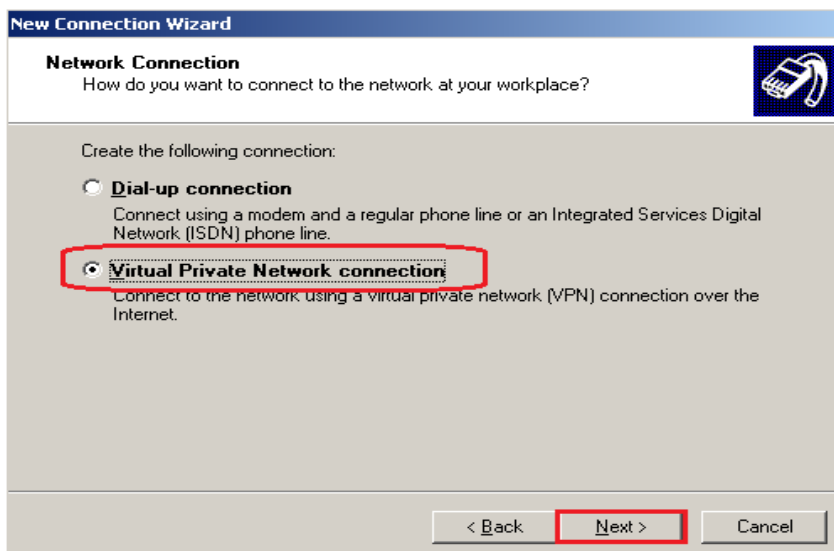 New Connection Wizard
Network Connection
How do you want to connect to the network at your workplace?
Create the following connection:
Dial-up connection
Connect using a modem and a regular phone line or an Integrated Services Digital
Network (ISDN) phone line.
Virtual Private Network connection
Connect to the network using a virtual private network (VPN) connection over the
Internet.
< Back
Next >
Cancel